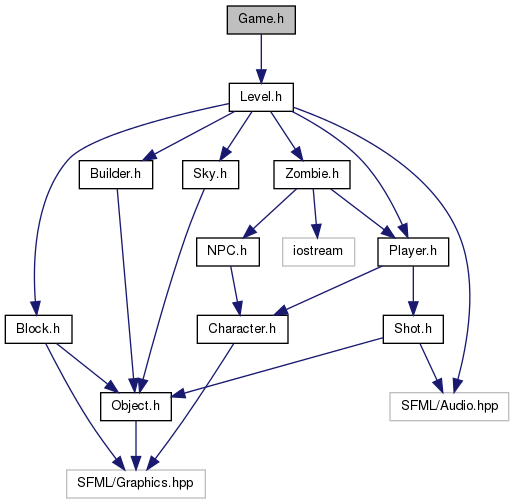 Game.h
Level.h
Builder.h
Sky.h
Zombie.h
NPC.h
iostream
Player.h
Block.h
Character.h
Shot.h
Object.h
SFML/Audio.hpp
SFML/Graphics.hpp